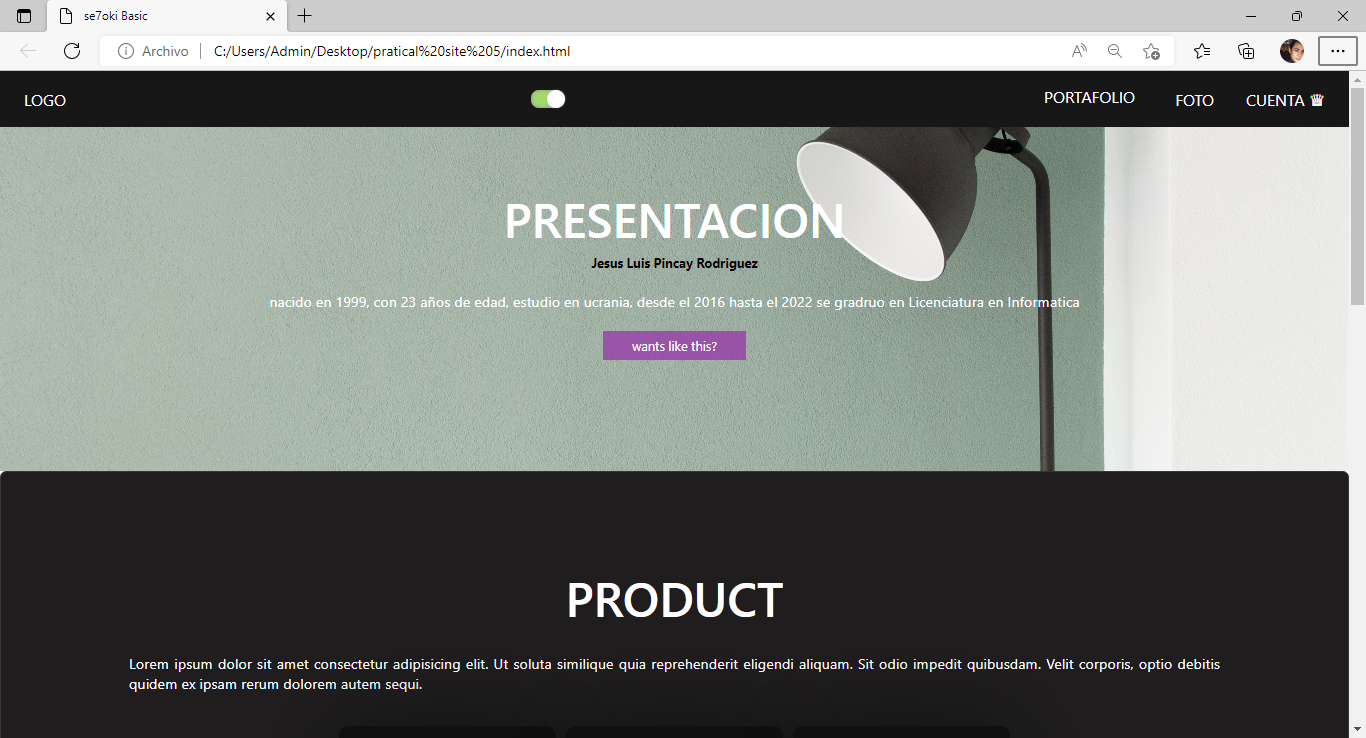 se7oki Basic
Archivo C:/Users/Admin/Desktop/pratical%20site%205/index.html
LOGO PORTAFOLIO FOTO CUENTA ♛
PRESENTACION
Jesus Luis Pincay Rodriguez
nacido en 1999, con 23 años de edad, estudio en ucrania, desde el 2016 hasta el 2022 se gradruo en Licenciatura en Informatica
wants like this?
PRODUCT
Lorem ipsum dolor sit amet consectetur adipisicing elit. Ut soluta similique quia reprehenderit eligendi aliquam. Sit odio impedit quibusdam. Velit corporis, optio debitis
quidem ex ipsam rerum dolorem autem sequi.